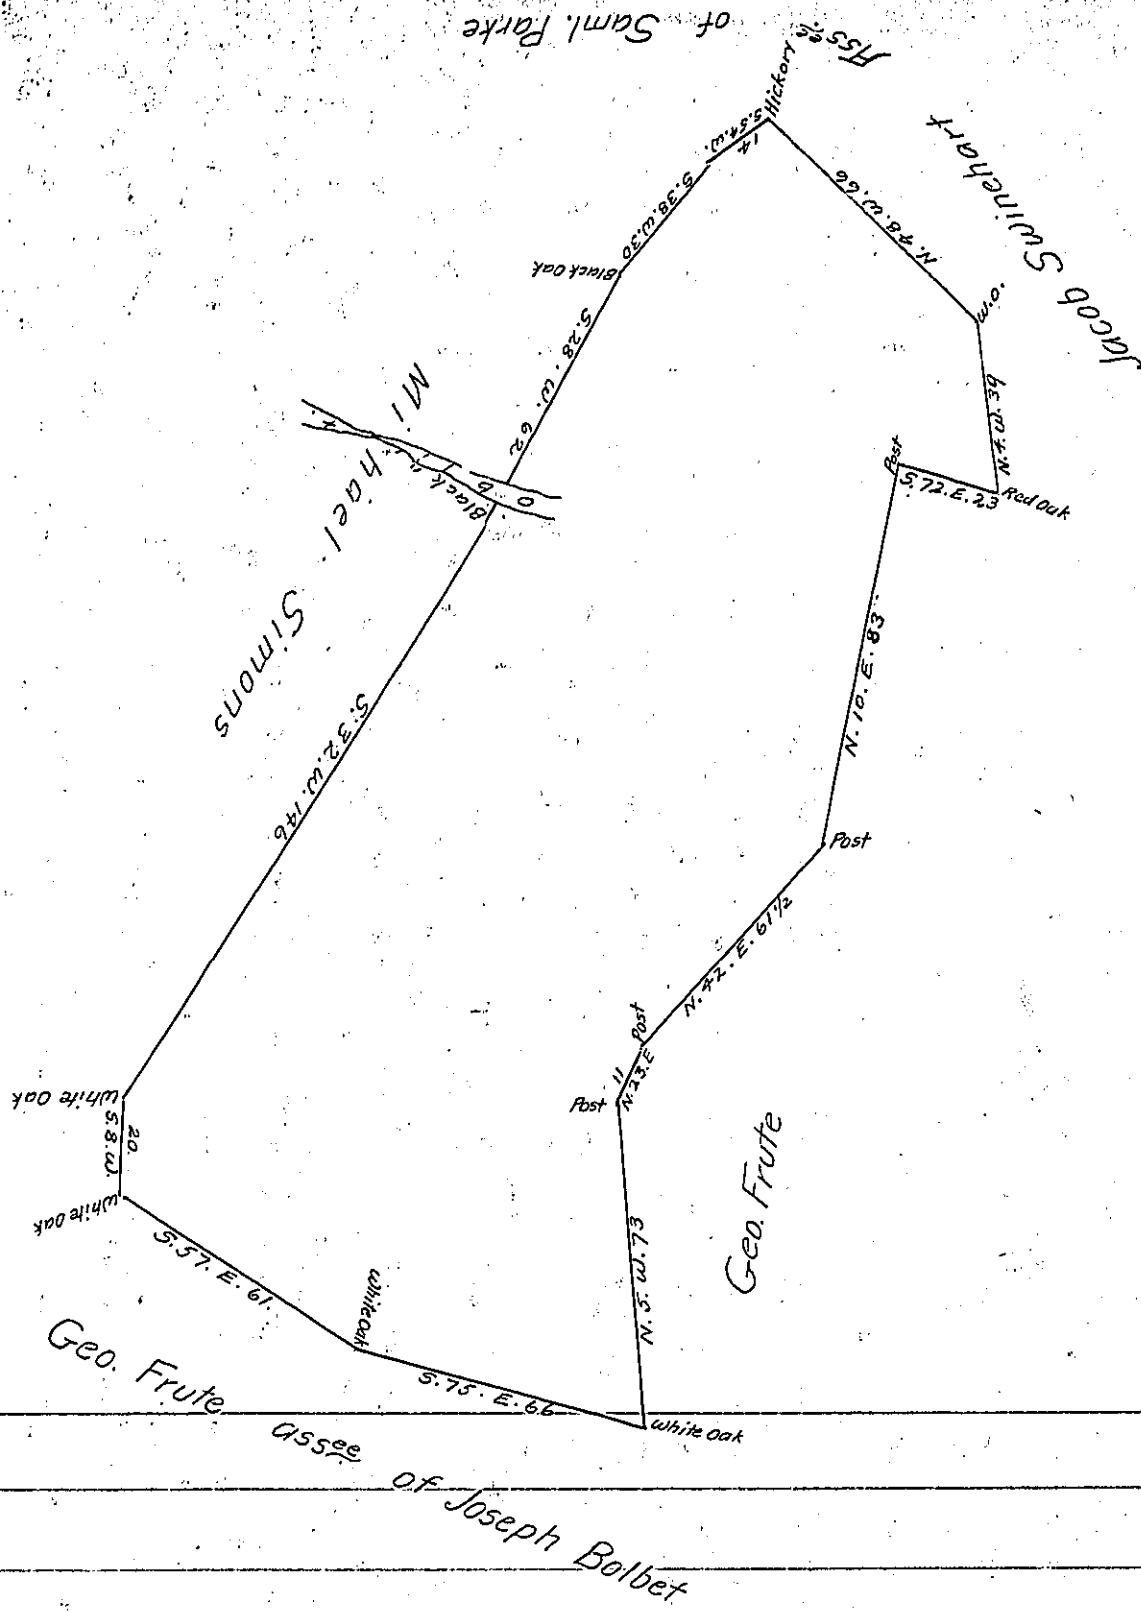 Jacob Swinehart
Assee
of Saml. Parke
Hickory
S.54.W.
14
S.38.W.30
Black Oak
S.28.W.62
Black
O
N.48.W.66
W.O.
N.4.W.39
Red Oak
S.72.E.23
Post
N.10.E.83
Post
N.42.E.61½
Post
N.23.E
11
Post
N.5.W.73
White Oak
S.75.E.66
White Oak
S.57.E.61.
White Oak
S.8.W.
20
White Oak
S.32.W.146
Michael Simons
Geo. Frute
Geo. Frute
assee
of Joseph Bolbet